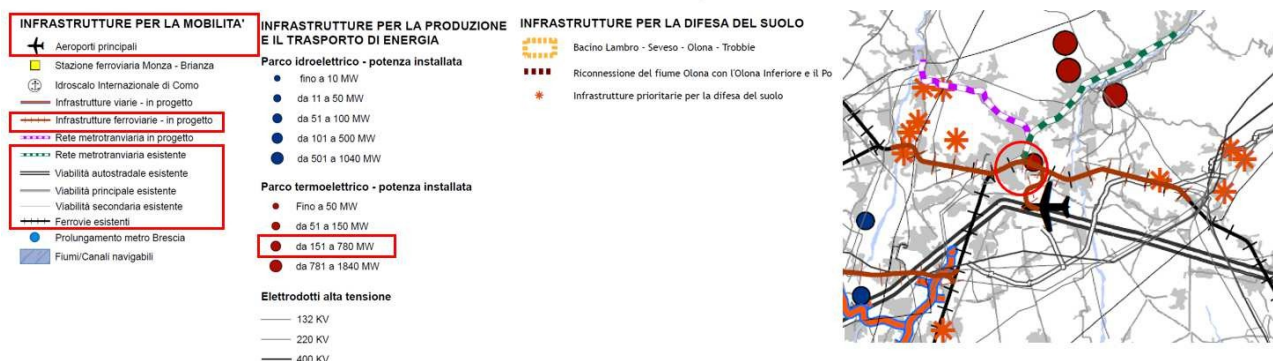 INFRASTRUTTURE PER LA MOBILITA'
Aeroporti principali
Stazione ferroviaria Monza - Brianza
Idroscalo Internazionale di Como
Infrastrutture viarie - in progetto
Infrastrutture ferroviarie - in progetto
Rete metrotranviaria in progetto
Rete metrotranviaria esistente
Viabilità autostradale esistente
Viabilità principale esistente
Viabilità secondaria esistente
Ferrovie esistenti
Prolungamento metro Brescia
Fiumi/Canali navigabili
INFRASTRUTTURE PER LA PRODUZIONE
E IL TRASPORTO DI ENERGIA
Parco idroelettrico - potenza installata
fino a 10 MW
da 11 a 50 MW
da 51 a 100 MW
da 101 a 500 MW
da 501 a 1040 MW
Parco termoelettrico - potenza installata
Fino a 50 MW
da 51 a 150 MW
da 151 a 780 MW
da 781 a 1840 MW
Elettrodotti alta tensione
132 KV
220 KV
400 KV
INFRASTRUTTURE PER LA DIFESA DEL SUOLO
Bacino Lambro - Seveso - Olona - Trobbie
Riconnessione del fiume Olona con l'Olona Inferiore e il Po
Infrastrutture prioritarie per la difesa del suolo